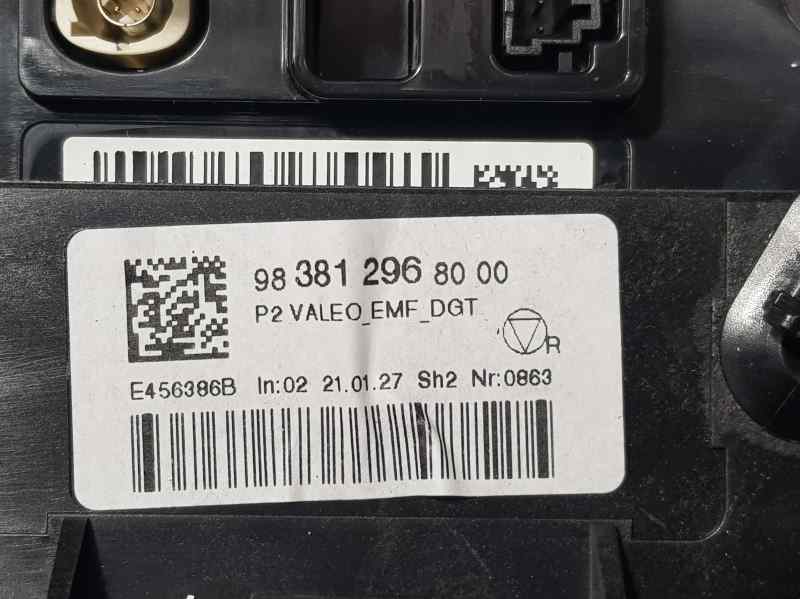 98 381 296 80 00
P2 VALEO_EMF_DGT
R
E456386B In:02 21.01.27 Sh2 Nr:0863